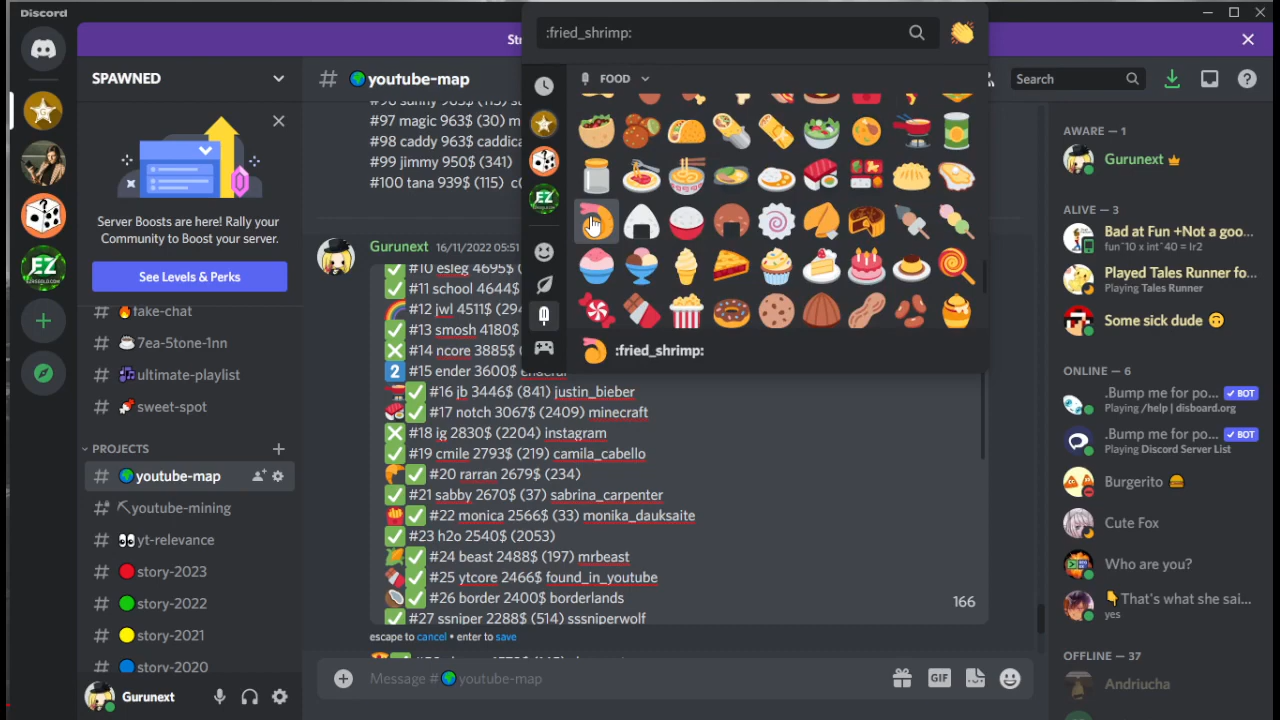 Discord
:fried_shrimp:
Str
SPAWNED
# youtube-map
FOOD
Search
Server Boosts are here! Rally your
Community to Boost your server.
See Levels & Perks
# take-chat
# 7ea-5tone-1nn
# ultimate-playlist
# sweet-spot
PROJECTS
# youtube-map
# youtube-mining
# yt-relevance
# story-2023
# story-2022
# story-2021
# story-2020
Gurunext
#97 magic 963$ (30) m
#98 caddy 963$ caddica
#99 jimmy 950$ (341)
#100 tana 939$ (115)
Gurunext 16/11/2022 05:51
#10 esleg 4695$
#11 school 4644$
#12 jwl 4511$ (294
#13 smosh 4180$
#14 ncore 3885$
2 #15 ender 3600$
#16 jb 3446$ (841) justin_bieber
#17 notch 3067$ (2409) minecraft
#18 ig 2830$ (2204) instagram
#19 cmile 2793$ (219) camila_cabello
#20 rarran 2679$ (234)
#21 sabby 2670$ (37) sabrina_carpenter
#22 monica 2566$ (33) monika_dauksaite
#23 h2o 2540$ (2053)
#24 beast 2488$ (197) mrbeast
#25 ytcore 2466$ found_in_youtube
#26 border 2400$ borderlands
#27 ssniper 2288$ (514) sssniperwolf
166
escape to cancel • enter to save
Message # youtube-map
GIF
:fried_shrimp:
EZ
EZ
AWARE – 1
Gurunext
ALIVE – 3
Bad at Fun +Not a goo...
fun^10 x int^40 = Ir2
Played Tales Runner fo...
Playing Tales Runner
Some sick dude
ONLINE – 6
.Bump me for po... BOT
Playing /help | disboard.org
.Bump me for po... BOT
Playing Discord Server List
Burgerito
Cute Fox
Who are you?
That's what she sai...
yes
OFFLINE – 37
Andriucha